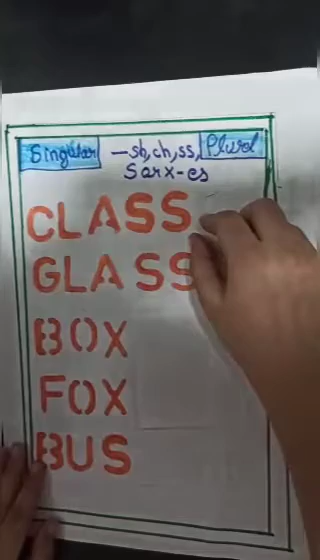 Singular —sh, ch, ss, Plural
S or x-es
CLASS
GLASS
BOX
FOX
BUS